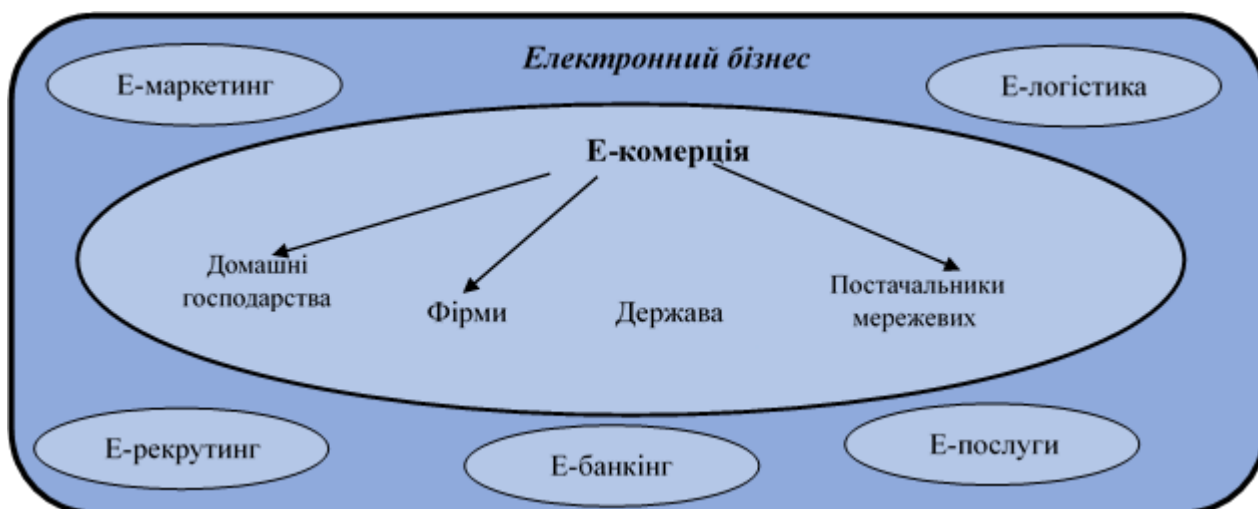 Електронний бізнес
Е-маркетинг
Е-логістика
Е-комерція
Домашні
господарства
Фірми
Держава
Постачальники
мережевих
Е-рекрутинг
Е-банкінг
Е-послуги